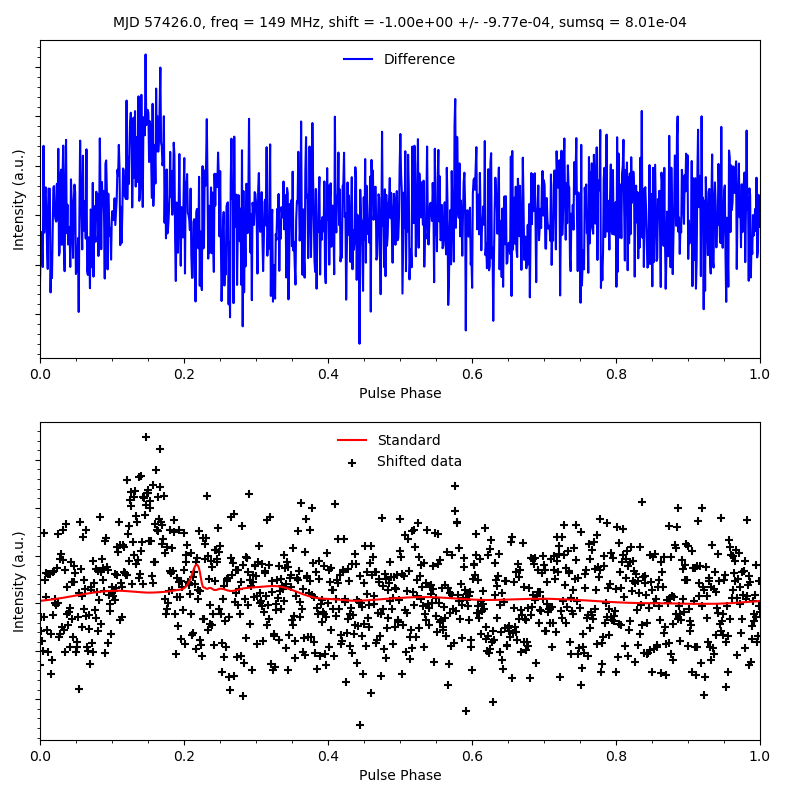 MJD 57426.0, freq = 149 MHz, shift = -1.00e+00 +/- -9.77e-04, sumsq = 8.01e-04
Difference
Intensity (a.u.)
0.0 0.2 0.4 0.6 0.8 1.0
Pulse Phase
Standard
Shifted data
Intensity (a.u.)
0.0 0.2 0.4 0.6 0.8 1.0
Pulse Phase